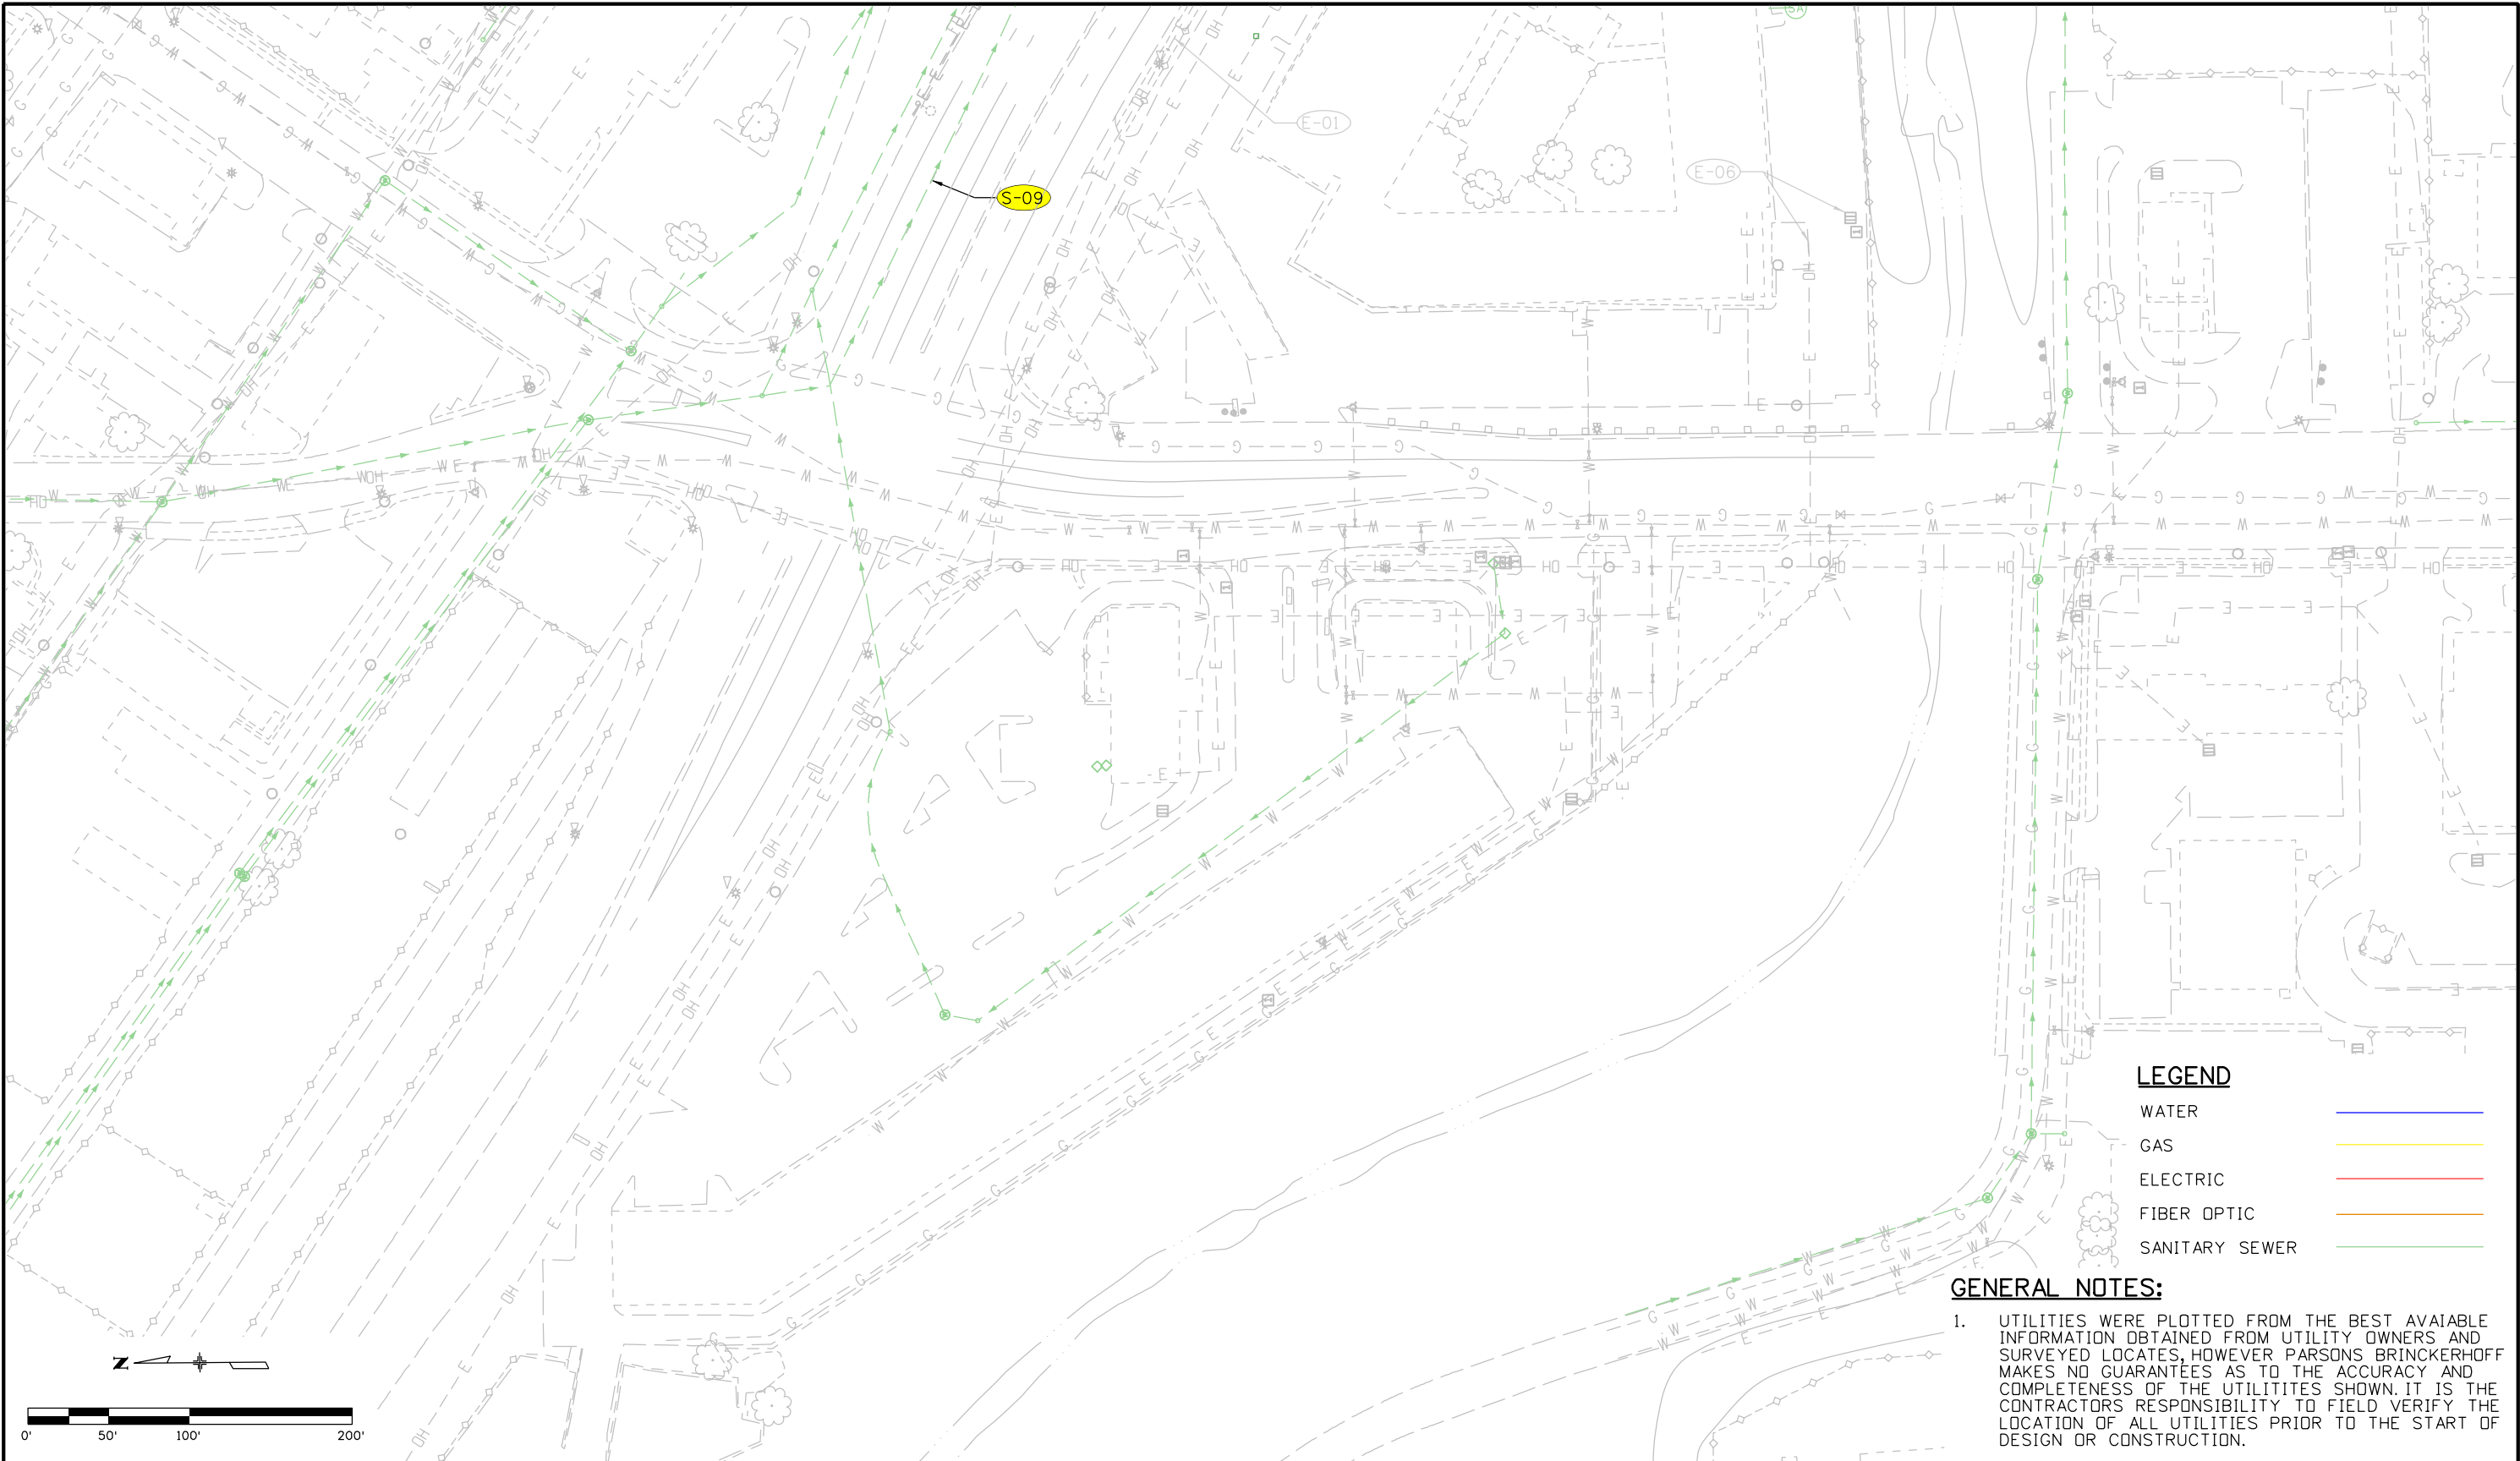 SA
E-01
E-06
S-09
LEGEND
WATER
GAS
ELECTRIC
FIBER OPTIC
SANITARY SEWER
GENERAL NOTES:
1. UTILITIES WERE PLOTTED FROM THE BEST AVAIABLE
INFORMATION OBTAINED FROM UTILITY OWNERS AND
SURVEYED LOCATES, HOWEVER PARSONS BRINCKERHOFF
MAKES NO GUARANTEES AS TO THE ACCURACY AND
COMPLETENESS OF THE UTILITITES SHOWN. IT IS THE
CONTRACTORS RESPONSIBILITY TO FIELD VERIFY THE
LOCATION OF ALL UTILITIES PRIOR TO THE START OF
DESIGN OR CONSTRUCTION.
N
0' 50' 100' 200'